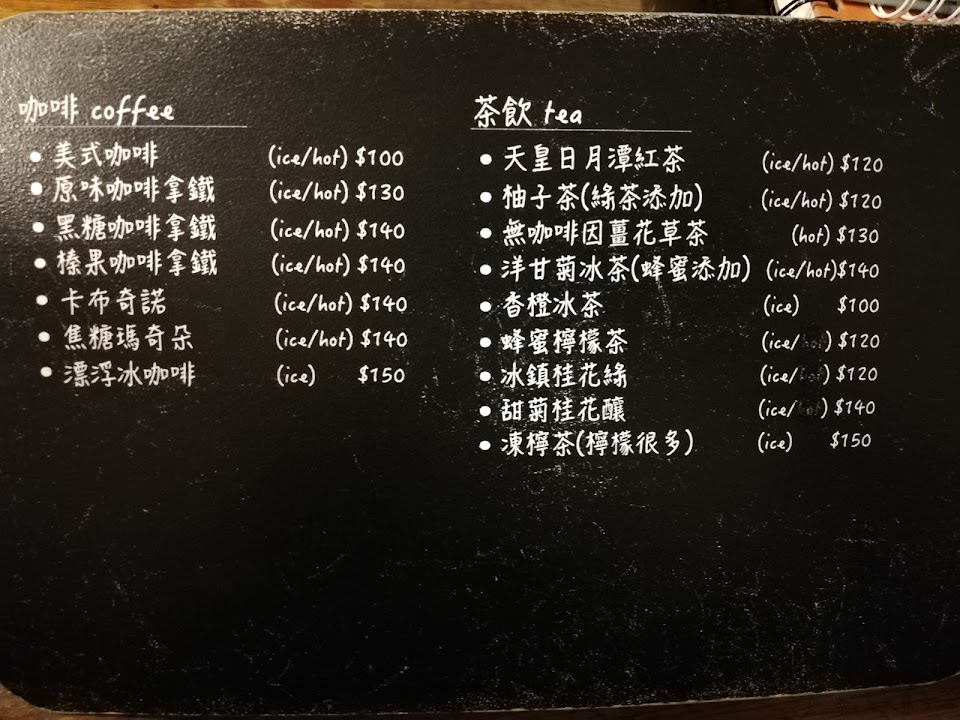 咖啡 coffee
• 美式咖啡 (ice/hot) $100
• 原味咖啡拿鐵 (ice/hot) $130
• 黑糖咖啡拿鐵 (ice/hot) $140
• 榛果咖啡拿鐵 (ice/hot) $140
• 卡布奇諾 (ice/hot) $140
• 焦糖瑪奇朵 (ice/hot) $140
• 漂浮冰咖啡 (ice) $150
茶飲 tea
• 天皇日月潭紅茶 (ice/hot) $120
• 柚子茶(綠茶添加) (ice/hot) $120
• 無咖啡因薑花草茶 (hot) $130
• 洋甘菊冰茶(蜂蜜添加) (ice/hot)$140
• 香橙冰茶 (ice) $100
• 蜂蜜檸檬茶 (ice/hot) $120
• 冰鎮桂花綠 (ice/hot) $120
• 甜菊桂花釀 (ice/hot) $140
• 凍檸茶(檸檬很多) (ice) $150